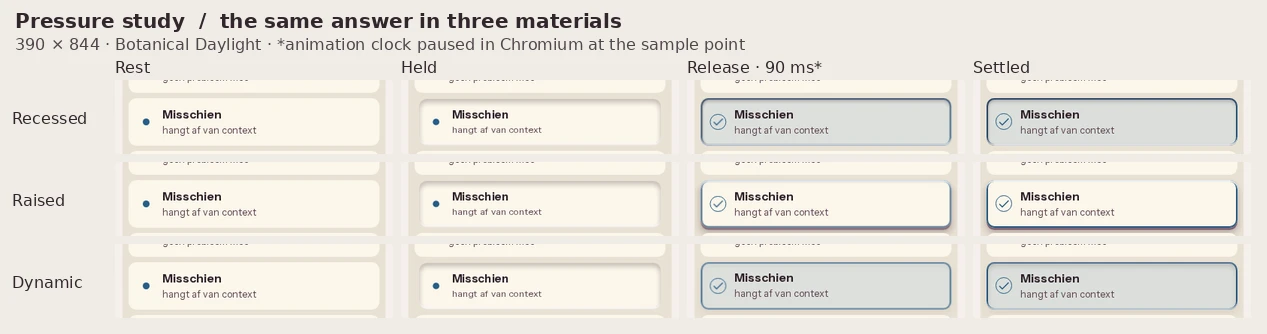 Pressure study / the same answer in three materials
390 × 844 · Botanical Daylight · *animation clock paused in Chromium at the sample point
Rest Held Release · 90 ms* Settled
Recessed
Misschien Misschien Misschien Misschien
hangt af van context hangt af van context hangt af van context hangt af van context
Raised
Misschien Misschien Misschien Misschien
hangt af van context hangt af van context hangt af van context hangt af van context
Dynamic
Misschien Misschien Misschien Misschien
hangt af van context hangt af van context hangt af van context hangt af van context